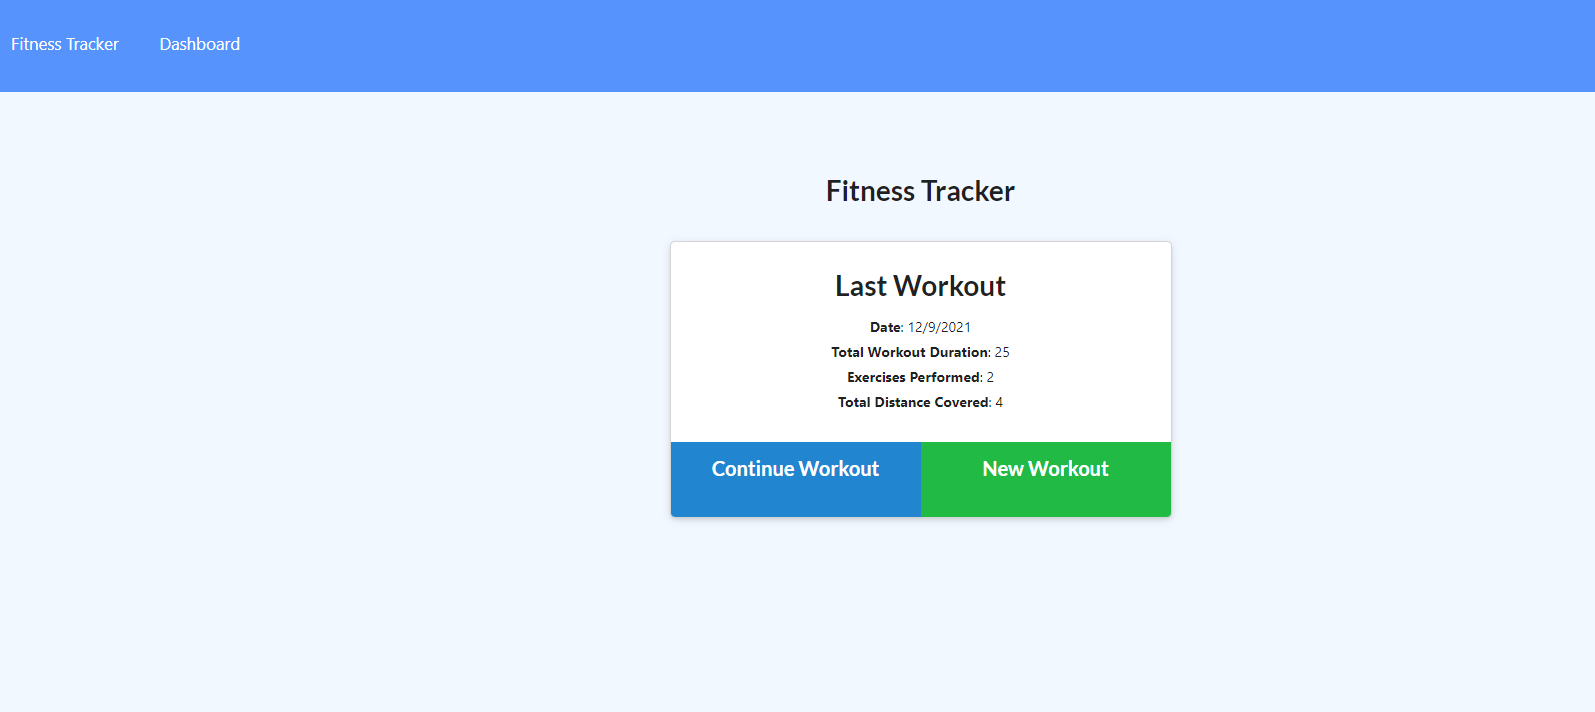 Fitness Tracker Dashboard
Fitness Tracker
Last Workout
Date: 12/9/2021
Total Workout Duration: 25
Exercises Performed: 2
Total Distance Covered: 4
Continue Workout New Workout